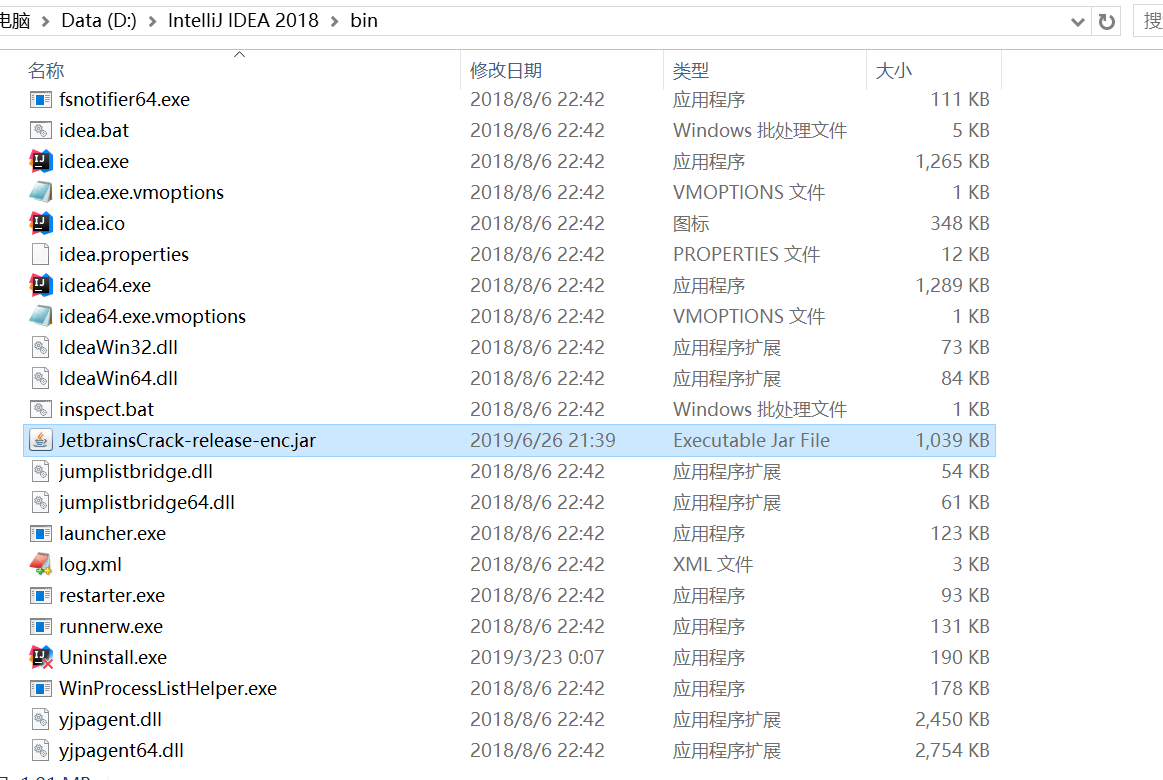 电脑 > Data (D:) > IntelliJ IDEA 2018 > bin 搜
名称 修改日期 类型 大小
fsnotifier64.exe 2018/8/6 22:42 应用程序 111 KB
idea.bat 2018/8/6 22:42 Windows 批处理文件 5 KB
idea.exe 2018/8/6 22:42 应用程序 1,265 KB
idea.exe.vmoptions 2018/8/6 22:42 VMOPTIONS 文件 1 KB
idea.ico 2018/8/6 22:42 图标 348 KB
idea.properties 2018/8/6 22:42 PROPERTIES 文件 12 KB
idea64.exe 2018/8/6 22:42 应用程序 1,289 KB
idea64.exe.vmoptions 2018/8/6 22:42 VMOPTIONS 文件 1 KB
IdeaWin32.dll 2018/8/6 22:42 应用程序扩展 73 KB
IdeaWin64.dll 2018/8/6 22:42 应用程序扩展 84 KB
inspect.bat 2018/8/6 22:42 Windows 批处理文件 1 KB
JetbrainsCrack-release-enc.jar 2019/6/26 21:39 Executable Jar File 1,039 KB
jumplistbridge.dll 2018/8/6 22:42 应用程序扩展 54 KB
jumplistbridge64.dll 2018/8/6 22:42 应用程序扩展 61 KB
launcher.exe 2018/8/6 22:42 应用程序 123 KB
log.xml 2018/8/6 22:42 XML 文件 3 KB
restarter.exe 2018/8/6 22:42 应用程序 93 KB
runnerw.exe 2018/8/6 22:42 应用程序 131 KB
Uninstall.exe 2019/3/23 0:07 应用程序 190 KB
WinProcessListHelper.exe 2018/8/6 22:42 应用程序 178 KB
yjpagent.dll 2018/8/6 22:42 应用程序扩展 2,450 KB
yjpagent64.dll 2018/8/6 22:42 应用程序扩展 2,754 KB